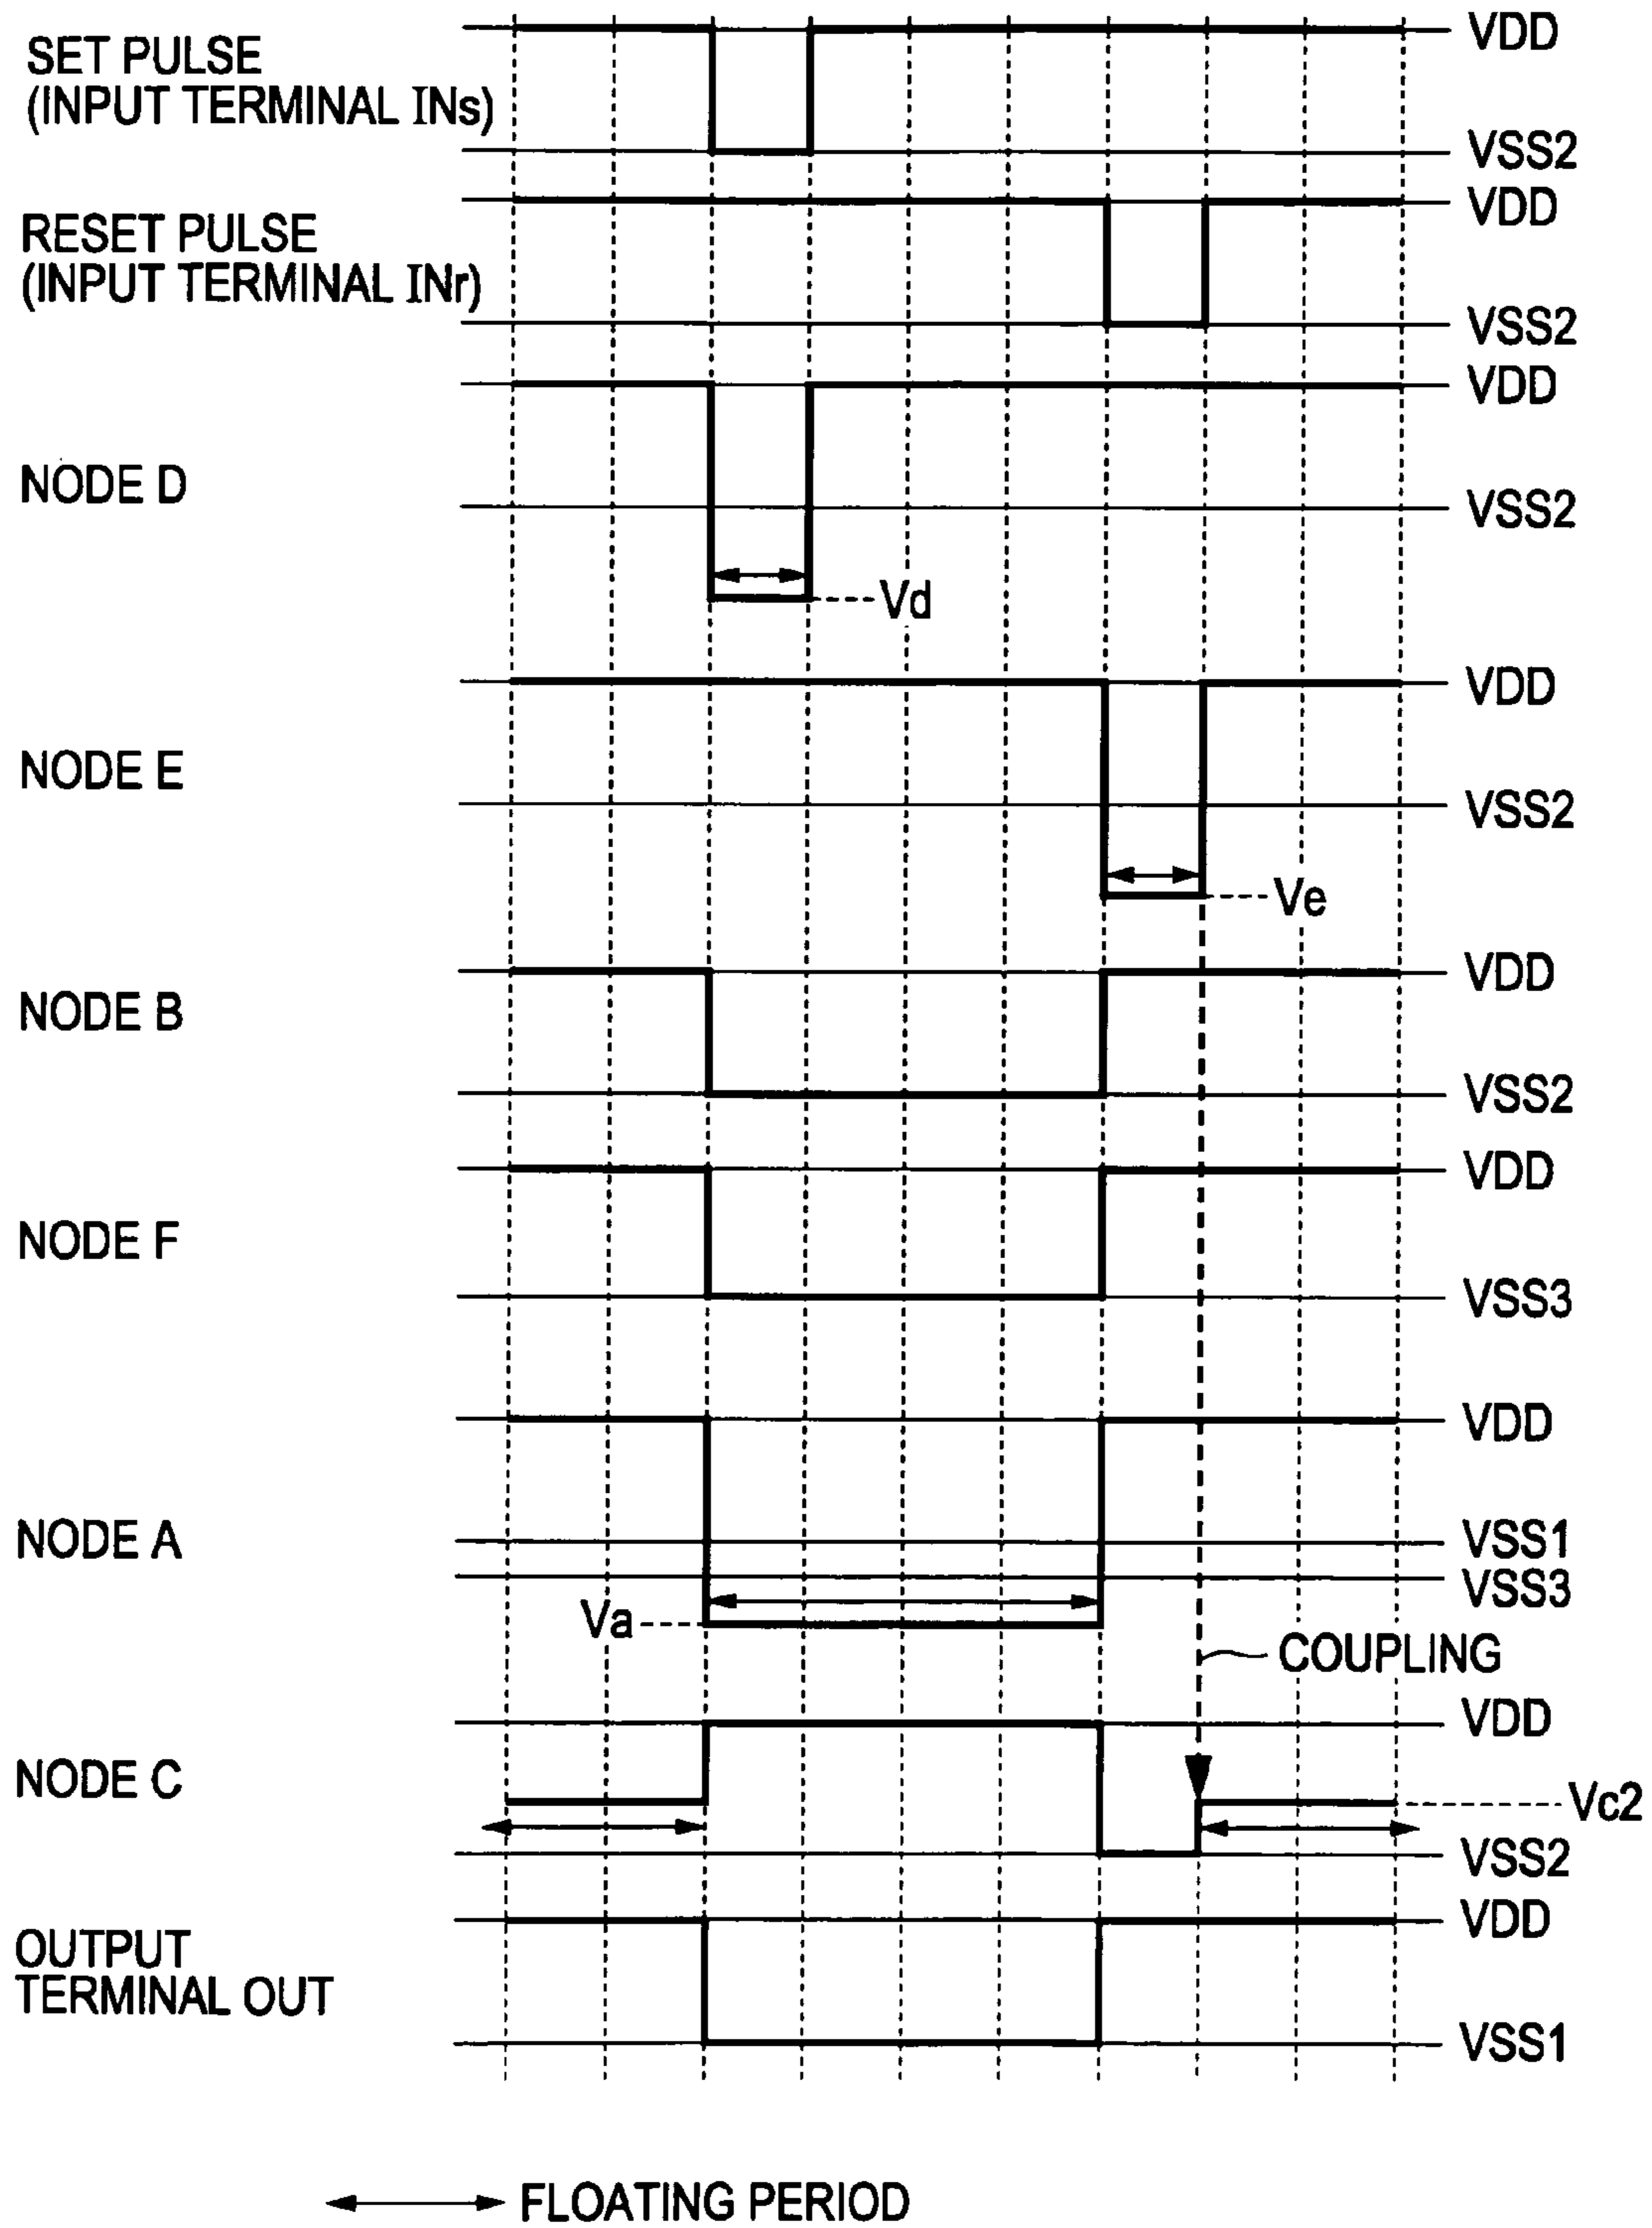 SET PULSE
(INPUT TERMINAL INs)
VDD
VSS2
RESET PULSE
(INPUT TERMINAL INr)
VDD
VSS2
NODE D
VDD
VSS2
Vd
NODE E
VDD
VSS2
Ve
NODE B
VDD
VSS2
NODE F
VDD
VSS3
NODE A
VDD
VSS1
VSS3
Va
COUPLING
NODE C
VDD
Vc2
VSS2
OUTPUT
TERMINAL OUT
VDD
VSS1
FLOATING PERIOD